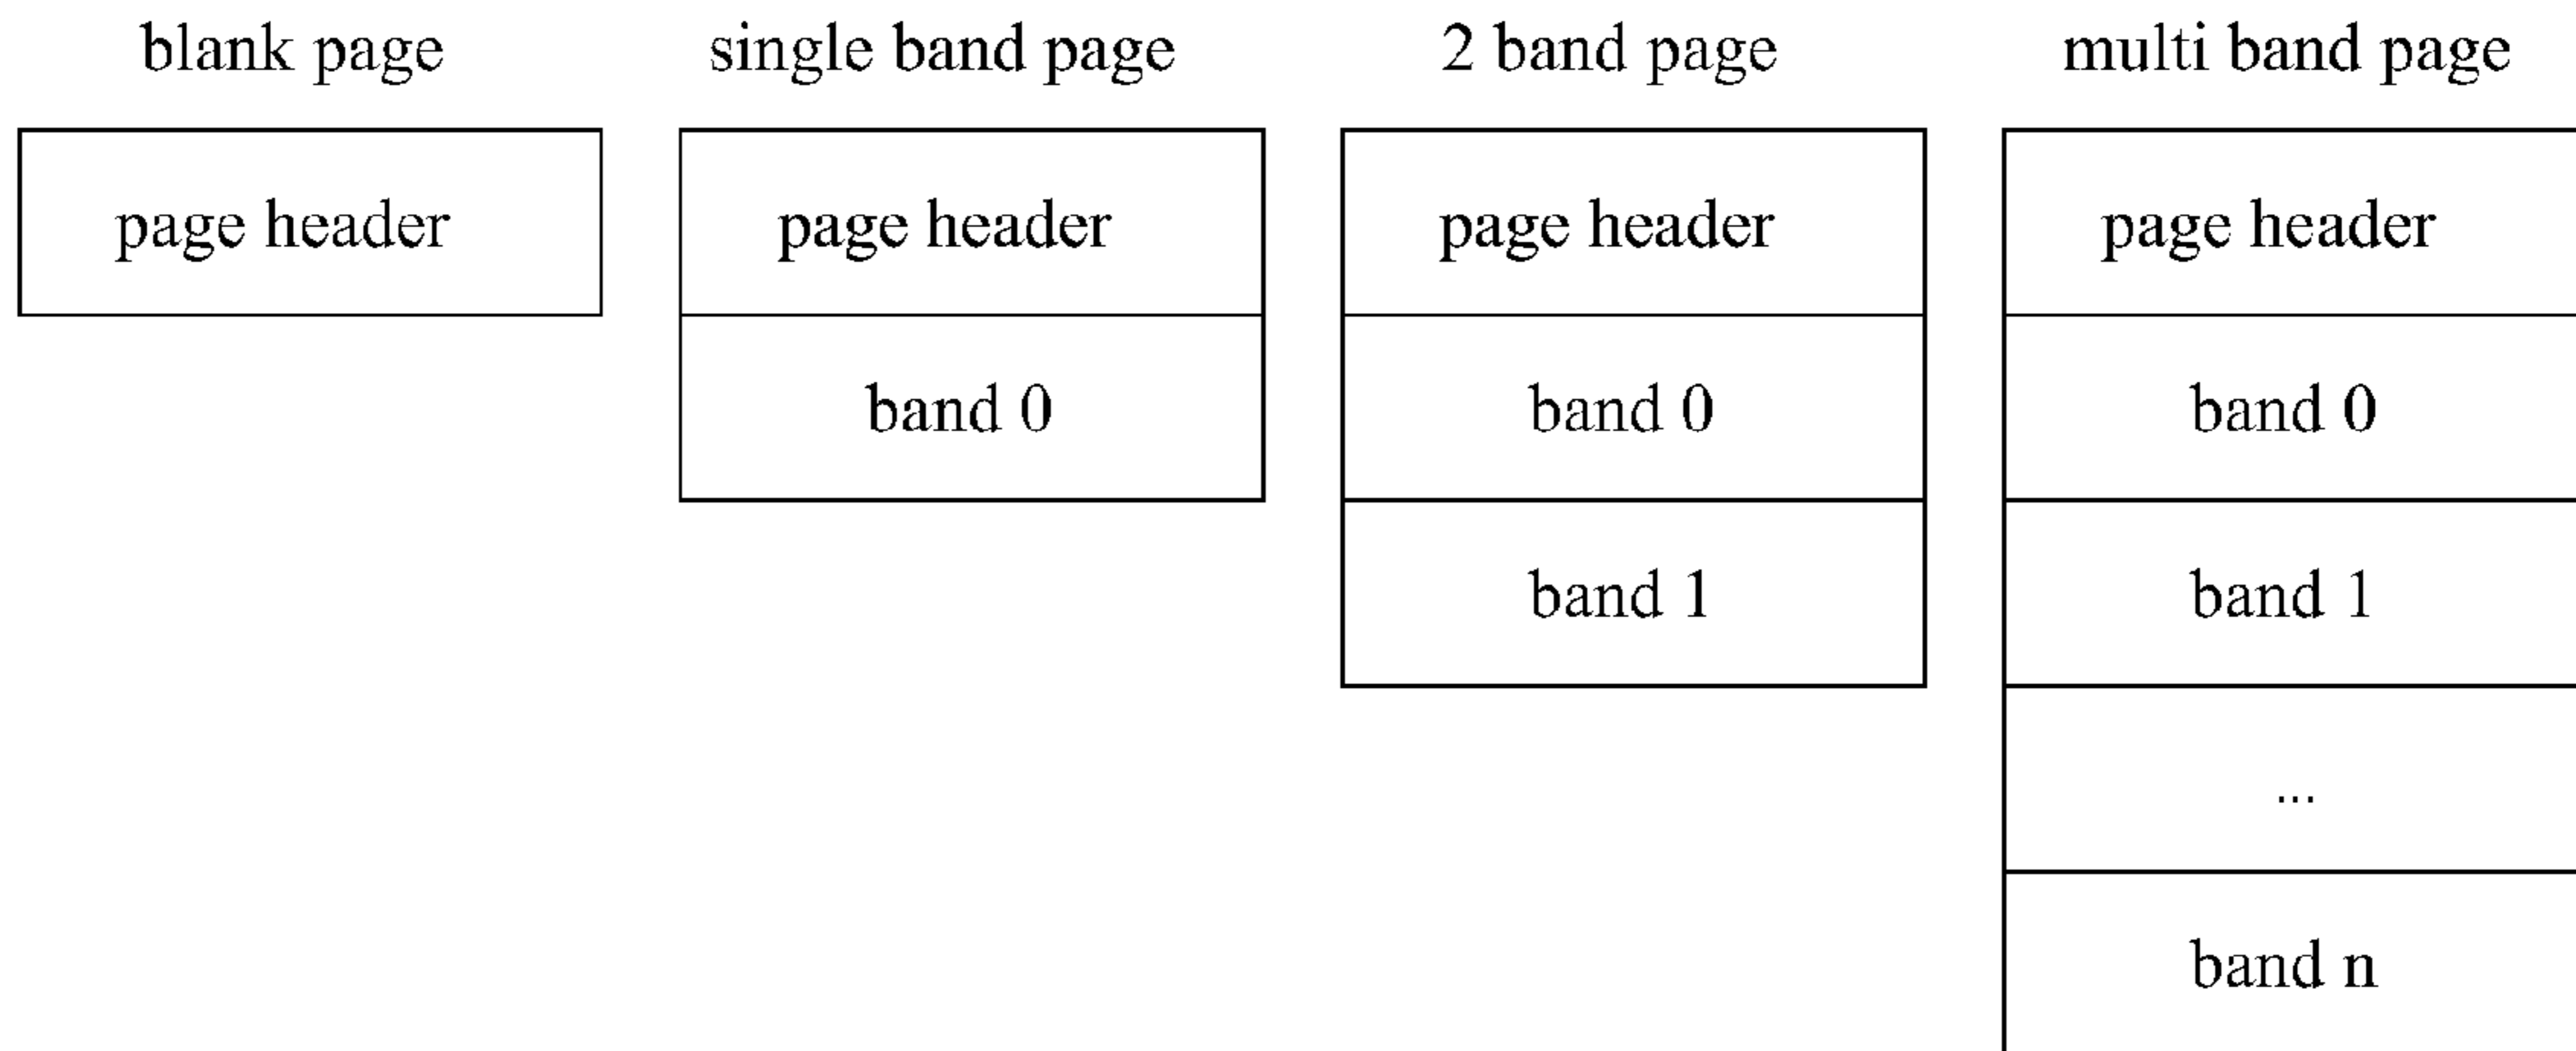 blank page
page header
single band page
page header
band 0
2 band page
page header
band 0
band 1
multi band page
page header
band 0
band 1
...
band n